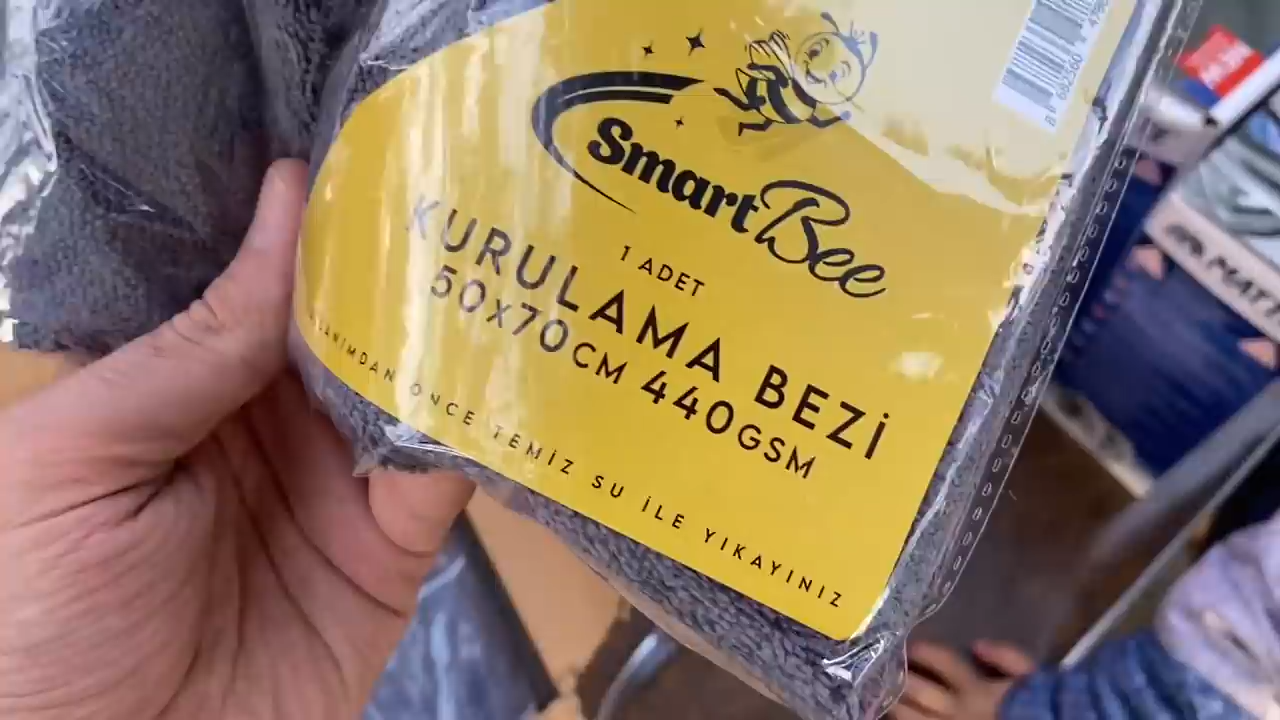 SmartBee
1 ADET
KURULAMA BEZİ
50x70CM 440GSM
ÖNCE TEMİZ SU İLE YIKAYINIZ